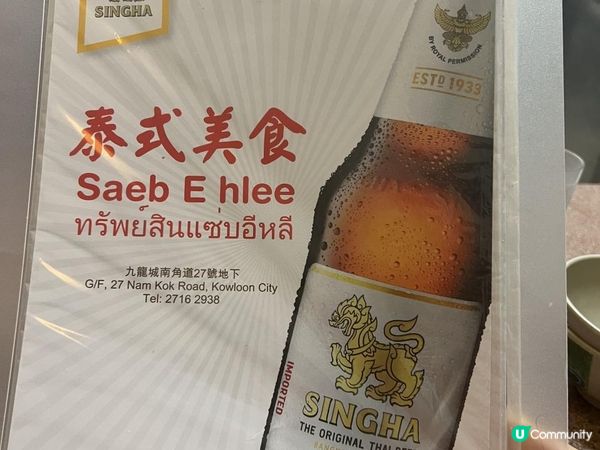 SINGHA
BY ROYAL PERMISSION
ESTD 1933
泰式美食
Saeb E hlee
ทรัพย์สินแซ่บอีหลี
九龍城南角道27號地下
G/F, 27 Nam Kok Road, Kowloon City
Tel: 2716 2938
IMPORTED
SINGHA
THE ORIGINAL THAI
U Community